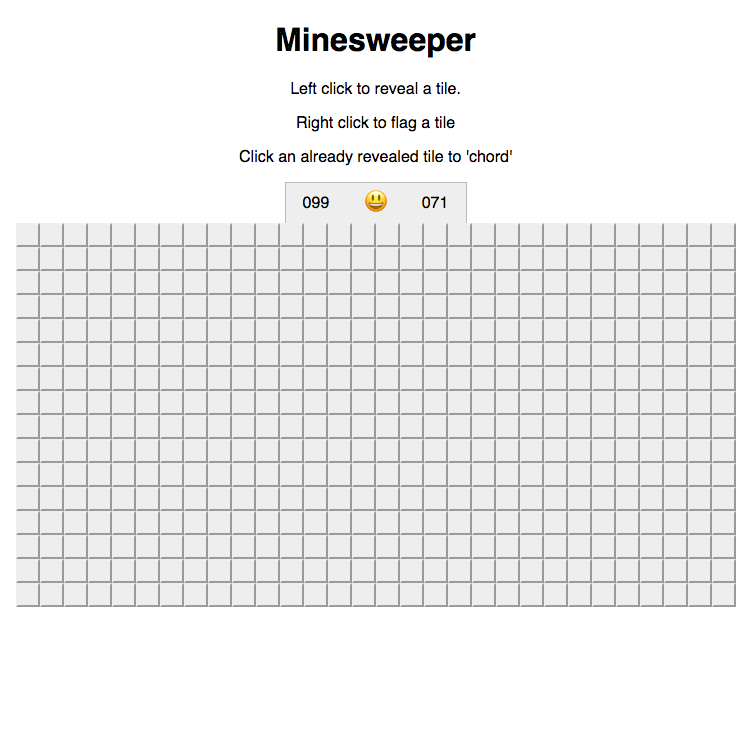 Minesweeper
Left click to reveal a tile.
Right click to flag a tile
Click an already revealed tile to 'chord'
099 071